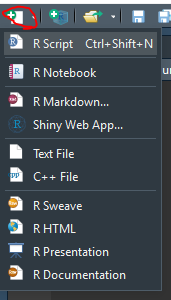 R Script Ctrl+Shift+N
R Notebook
R Markdown...
Shiny Web App...
Text File
C++ File
R Sweave
R HTML
R Presentation
R Documentation